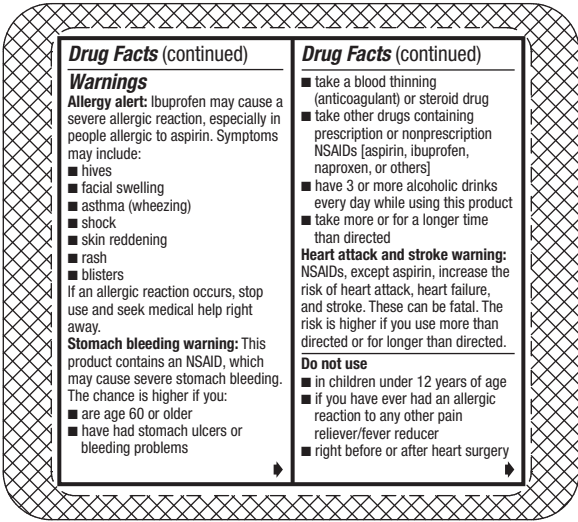 Drug Facts (continued)
Warnings
Allergy alert: Ibuprofen may cause a
severe allergic reaction, especially in
people allergic to aspirin. Symptoms
may include:
■ hives
■ facial swelling
■ asthma (wheezing)
■ shock
■ skin reddening
■ rash
■ blisters
If an allergic reaction occurs, stop
use and seek medical help right
away.
Stomach bleeding warning: This
product contains an NSAID, which
may cause severe stomach bleeding.
The chance is higher if you:
■ are age 60 or older
■ have had stomach ulcers or
bleeding problems
Drug Facts (continued)
■ take a blood thinning
(anticoagulant) or steroid drug
■ take other drugs containing
prescription or nonprescription
NSAIDs [aspirin, ibuprofen,
naproxen, or others]
■ have 3 or more alcoholic drinks
every day while using this product
■ take more or for a longer time
than directed
Heart attack and stroke warning:
NSAIDs, except aspirin, increase the
risk of heart attack, heart failure,
and stroke. These can be fatal. The
risk is higher if you use more than
directed or for longer than directed.
Do not use
■ in children under 12 years of age
■ if you have ever had an allergic
reaction to any other pain
reliever/fever reducer
■ right before or after heart surgery